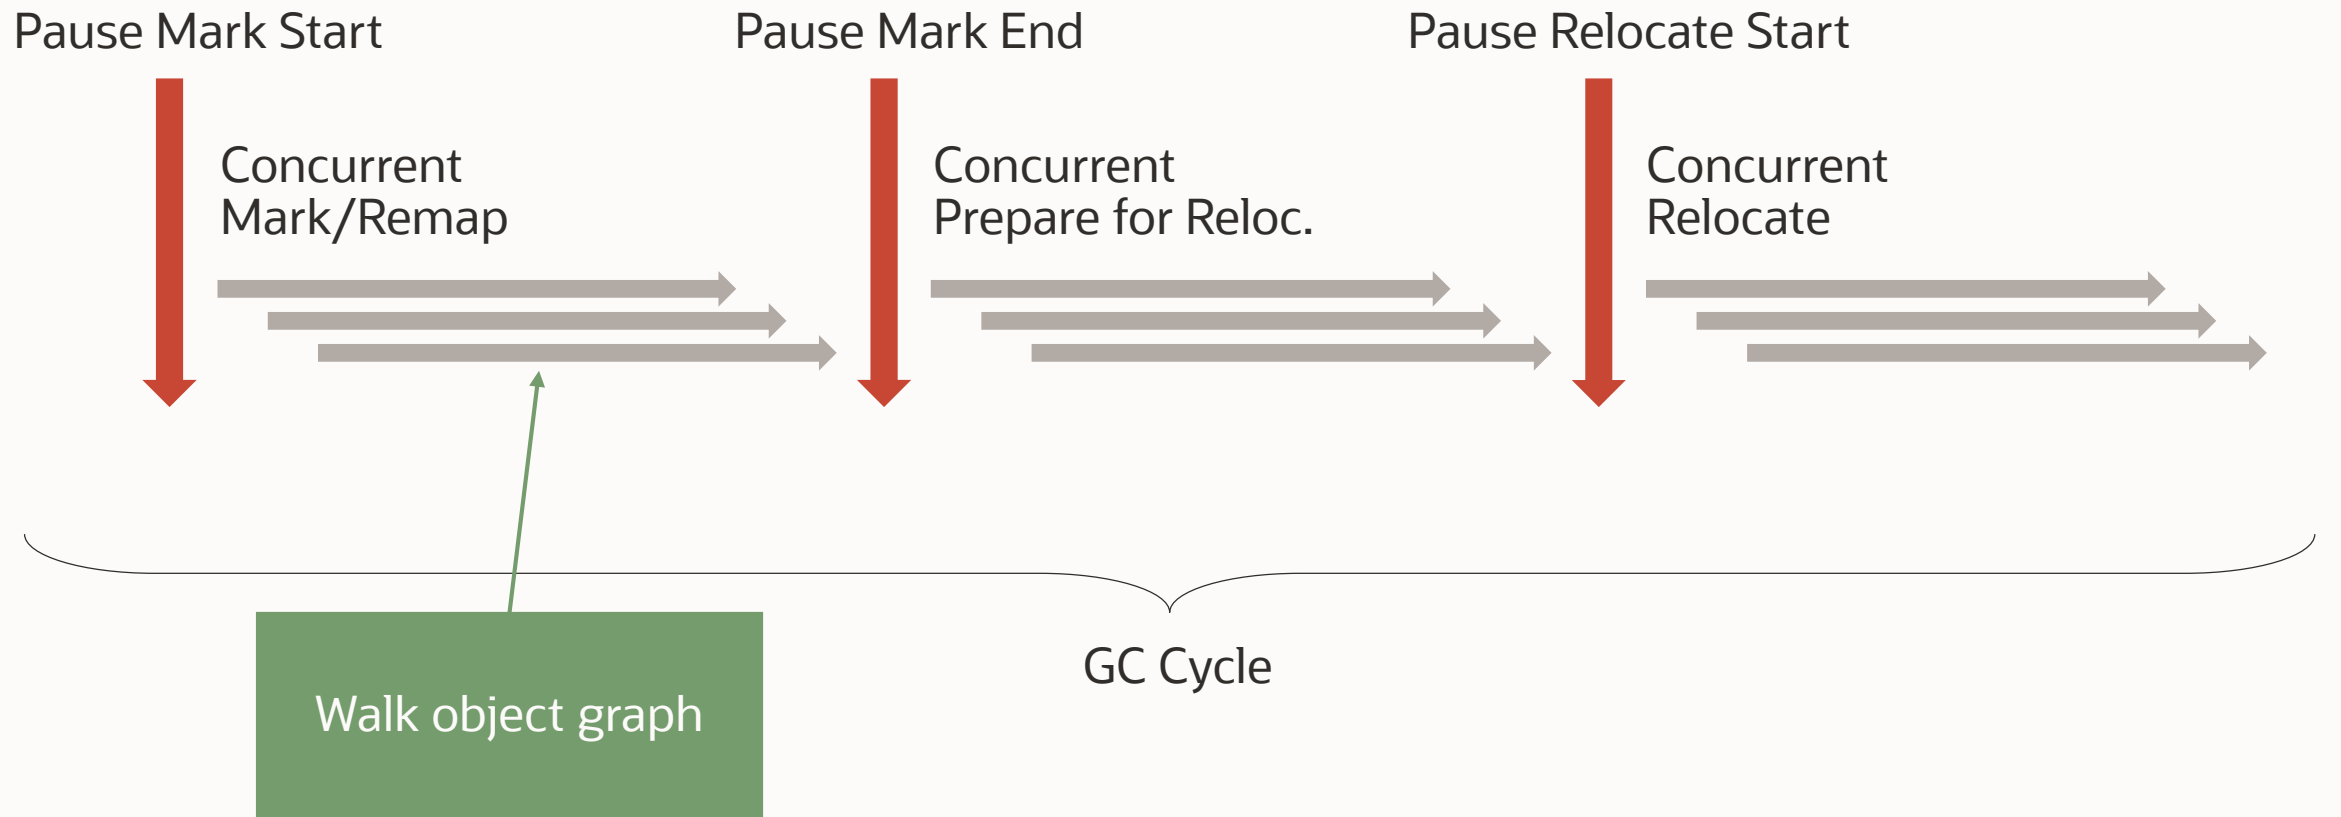 Pause Mark Start
Pause Mark End
Pause Relocate Start
Concurrent
Mark/Remap
Concurrent
Prepare for Reloc.
Concurrent
Relocate
GC Cycle
Walk object graph